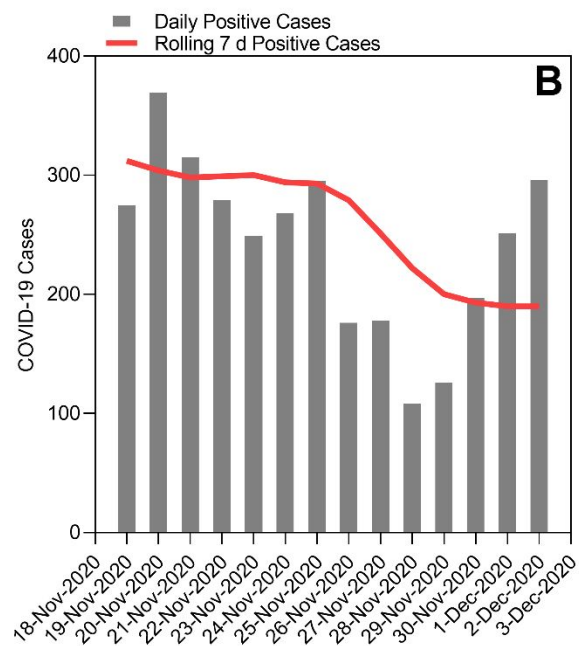 Daily Positive Cases
Rolling 7 d Positive Cases
B
400
300
200
100
0
COVID-19 Cases
18-Nov-2020
19-Nov-2020
20-Nov-2020
21-Nov-2020
22-Nov-2020
23-Nov-2020
24-Nov-2020
25-Nov-2020
26-Nov-2020
27-Nov-2020
28-Nov-2020
29-Nov-2020
30-Nov-2020
1-Dec-2020
2-Dec-2020
3-Dec-2020